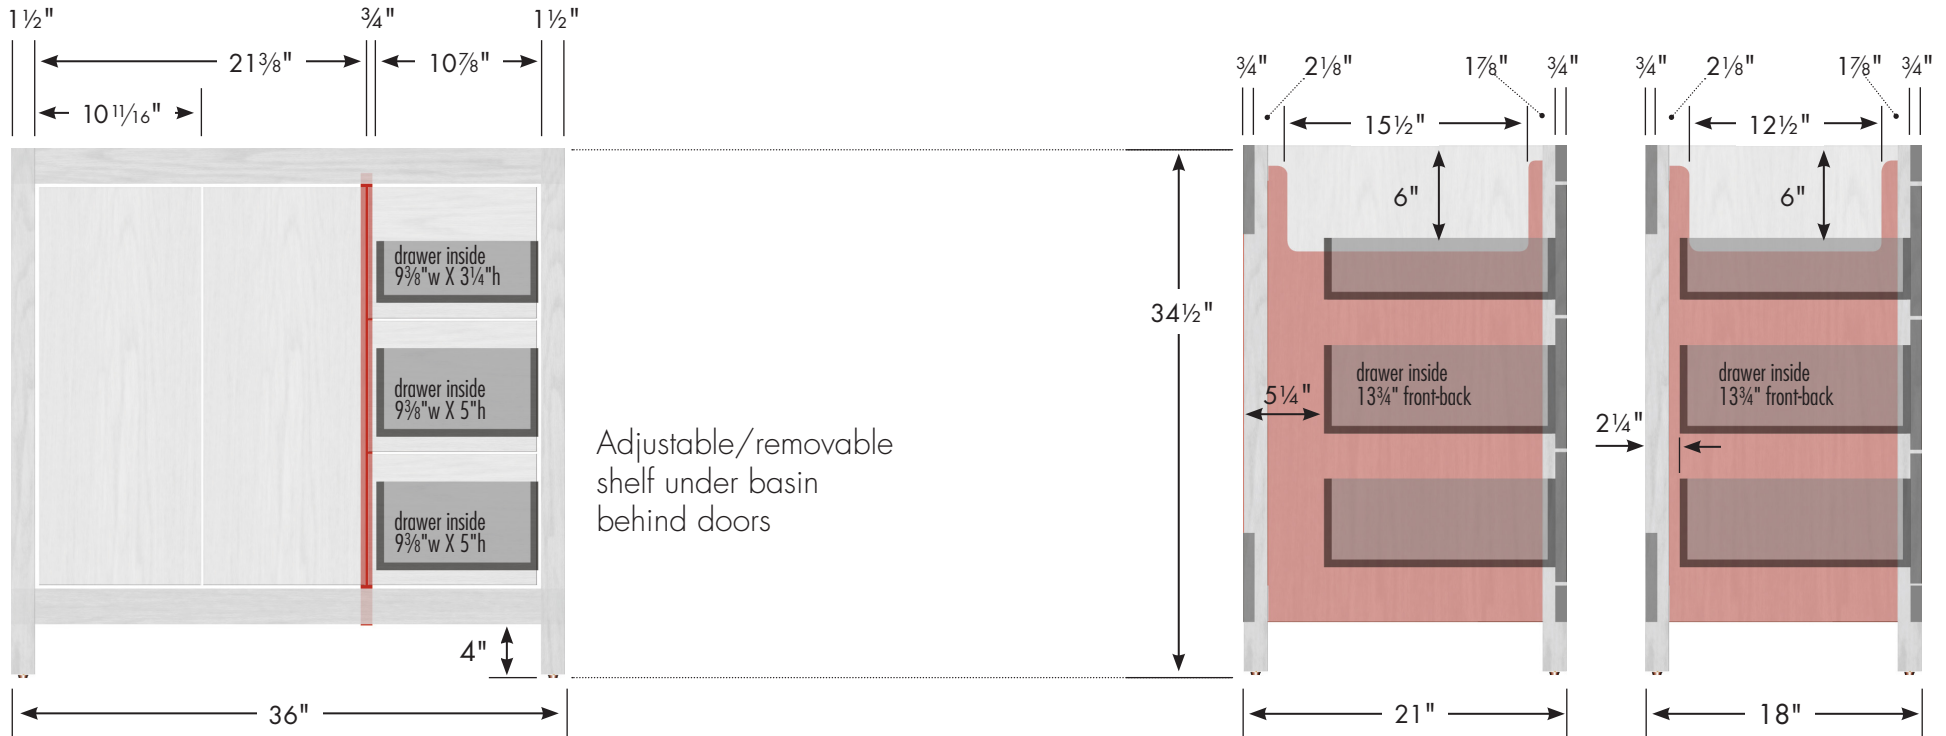 1½"
¾"
1½"
21⅜"
10⅞"
10 11/16"
drawer inside
9⅜"w X 3¼"h
drawer inside
9⅜"w X 5"h
drawer inside
9⅜"w X 5"h
4"
36"
Adjustable/removable
shelf under basin
behind doors
34½"
¾"
2⅛"
1⅞"
¾"
15½"
6"
drawer inside
13¾" front-back
5¼"
21"
¾"
2⅛"
1⅞"
¾"
12½"
6"
drawer inside
13¾" front-back
2¼"
18"